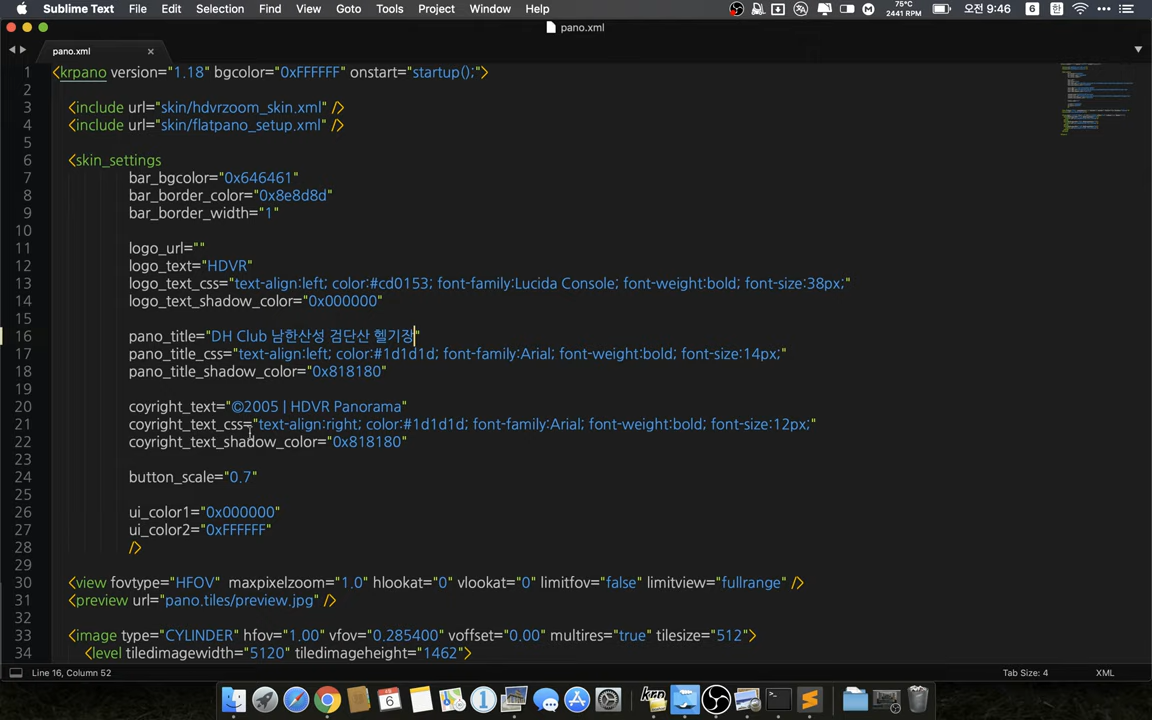 Sublime Text File Edit Selection Find View Goto Tools Project Window Help 75°C 2441 RPM 오전 9:46 6 한
pano.xml
pano.xml
1 <krpano version="1.18" bgcolor="0xFFFFFF" onstart="startup();">
2
3 <include url="skin/hdvrzoom_skin.xml" />
4 <include url="skin/flatpano_setup.xml" />
5
6 <skin_settings
7 bar_bgcolor="0x646461"
8 bar_border_color="0x8e8d8d"
9 bar_border_width="1"
10
11 logo_url=""
12 logo_text="HDVR"
13 logo_text_css="text-align:left; color:#cd0153; font-family:Lucida Console; font-weight:bold; font-size:38px;"
14 logo_text_shadow_color="0x000000"
15
16 pano_title="DH Club 남한산성 검단산 헬기장"
17 pano_title_css="text-align:left; color:#1d1d1d; font-family:Arial; font-weight:bold; font-size:14px;"
18 pano_title_shadow_color="0x818180"
19
20 coyright_text="©2005 | HDVR Panorama"
21 coyright_text_css="text-align:right; color:#1d1d1d; font-family:Arial; font-weight:bold; font-size:12px;"
22 coyright_text_shadow_color="0x818180"
23
24 button_scale="0.7"
25
26 ui_color1="0x000000"
27 ui_color2="0xFFFFFF"
28 />
29
30 <view fovtype="HFOV" maxpixelzoom="1.0" hlookat="0" vlookat="0" limitfov="false" limitview="fullrange" />
31 <preview url="pano.tiles/preview.jpg" />
32
33 <image type="CYLINDER" hfov="1.00" vfov="0.285400" voffset="0.00" multires="true" tilesize="512">
34 <level tiledimagewidth="5120" tiledimageheight="1462">
Line 16, Column 52 Tab Size: 4 XML